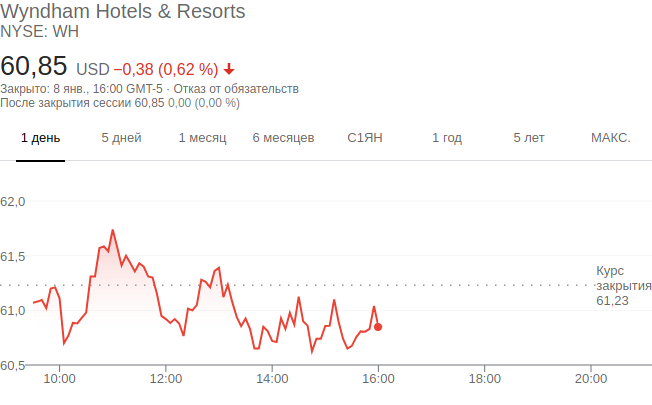 Wyndham Hotels & Resorts
NYSE: WH
60,85 USD −0,38 (0,62 %)
Закрыто: 8 янв., 16:00 GMT-5 · Отказ от обязательств
После закрытия сессии 60,85 0,00 (0,00 %)
1 день 5 дней 1 месяц 6 месяцев С1ЯН 1 год 5 лет МАКС.
62,0
61,5
Курс
закрытия
61,23
61,0
60,5
10:00 12:00 14:00 16:00 18:00 20:00